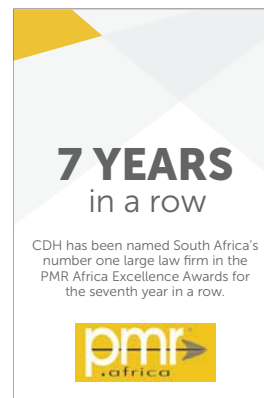 7 YEARS
in a row
CDH has been named South Africa's
number one large law firm in the
PMR Africa Excellence Awards for
the seventh year in a row.
pmr
.africa